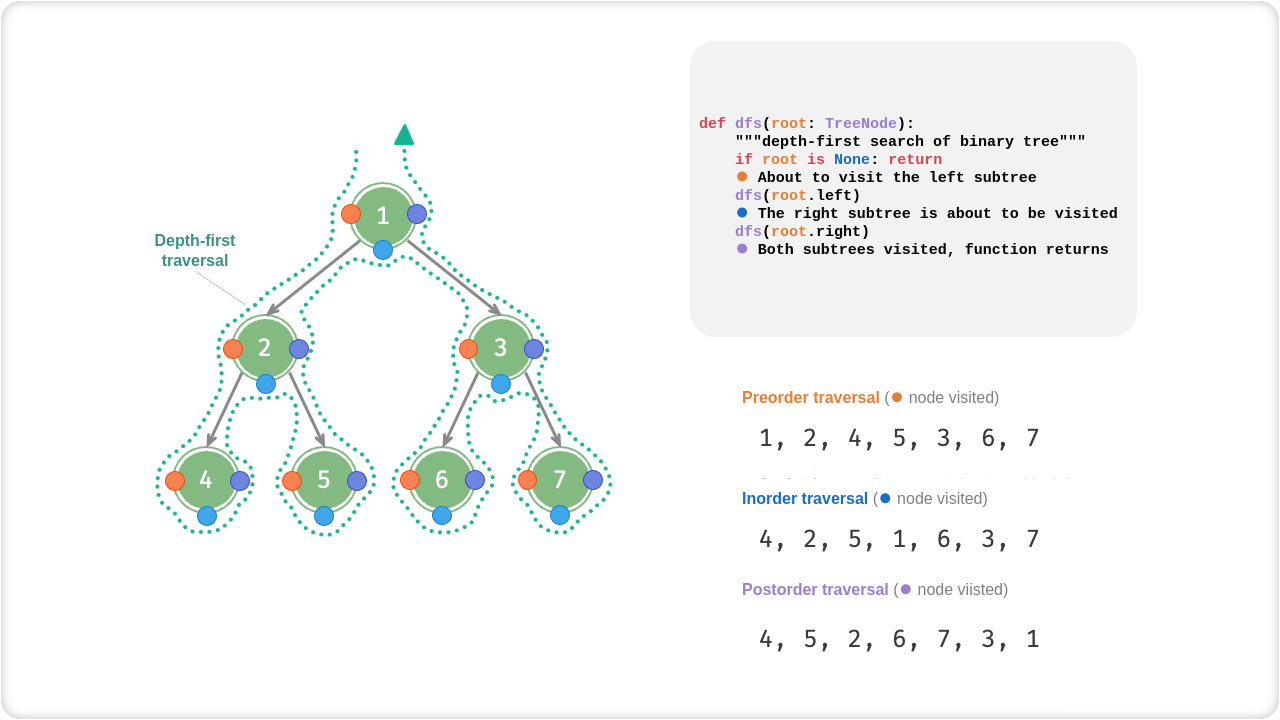 Depth-first
traversal
1
2
3
4
5
6
7
def dfs(root: TreeNode):
"""depth-first search of binary tree"""
if root is None: return
About to visit the left subtree
dfs(root.left)
The right subtree is about to be visited
dfs(root.right)
Both subtrees visited, function returns
Preorder traversal ( node visited)
1, 2, 4, 5, 3, 6, 7
Inorder traversal ( node visited)
4, 2, 5, 1, 6, 3, 7
Postorder traversal ( node viisted)
4, 5, 2, 6, 7, 3, 1